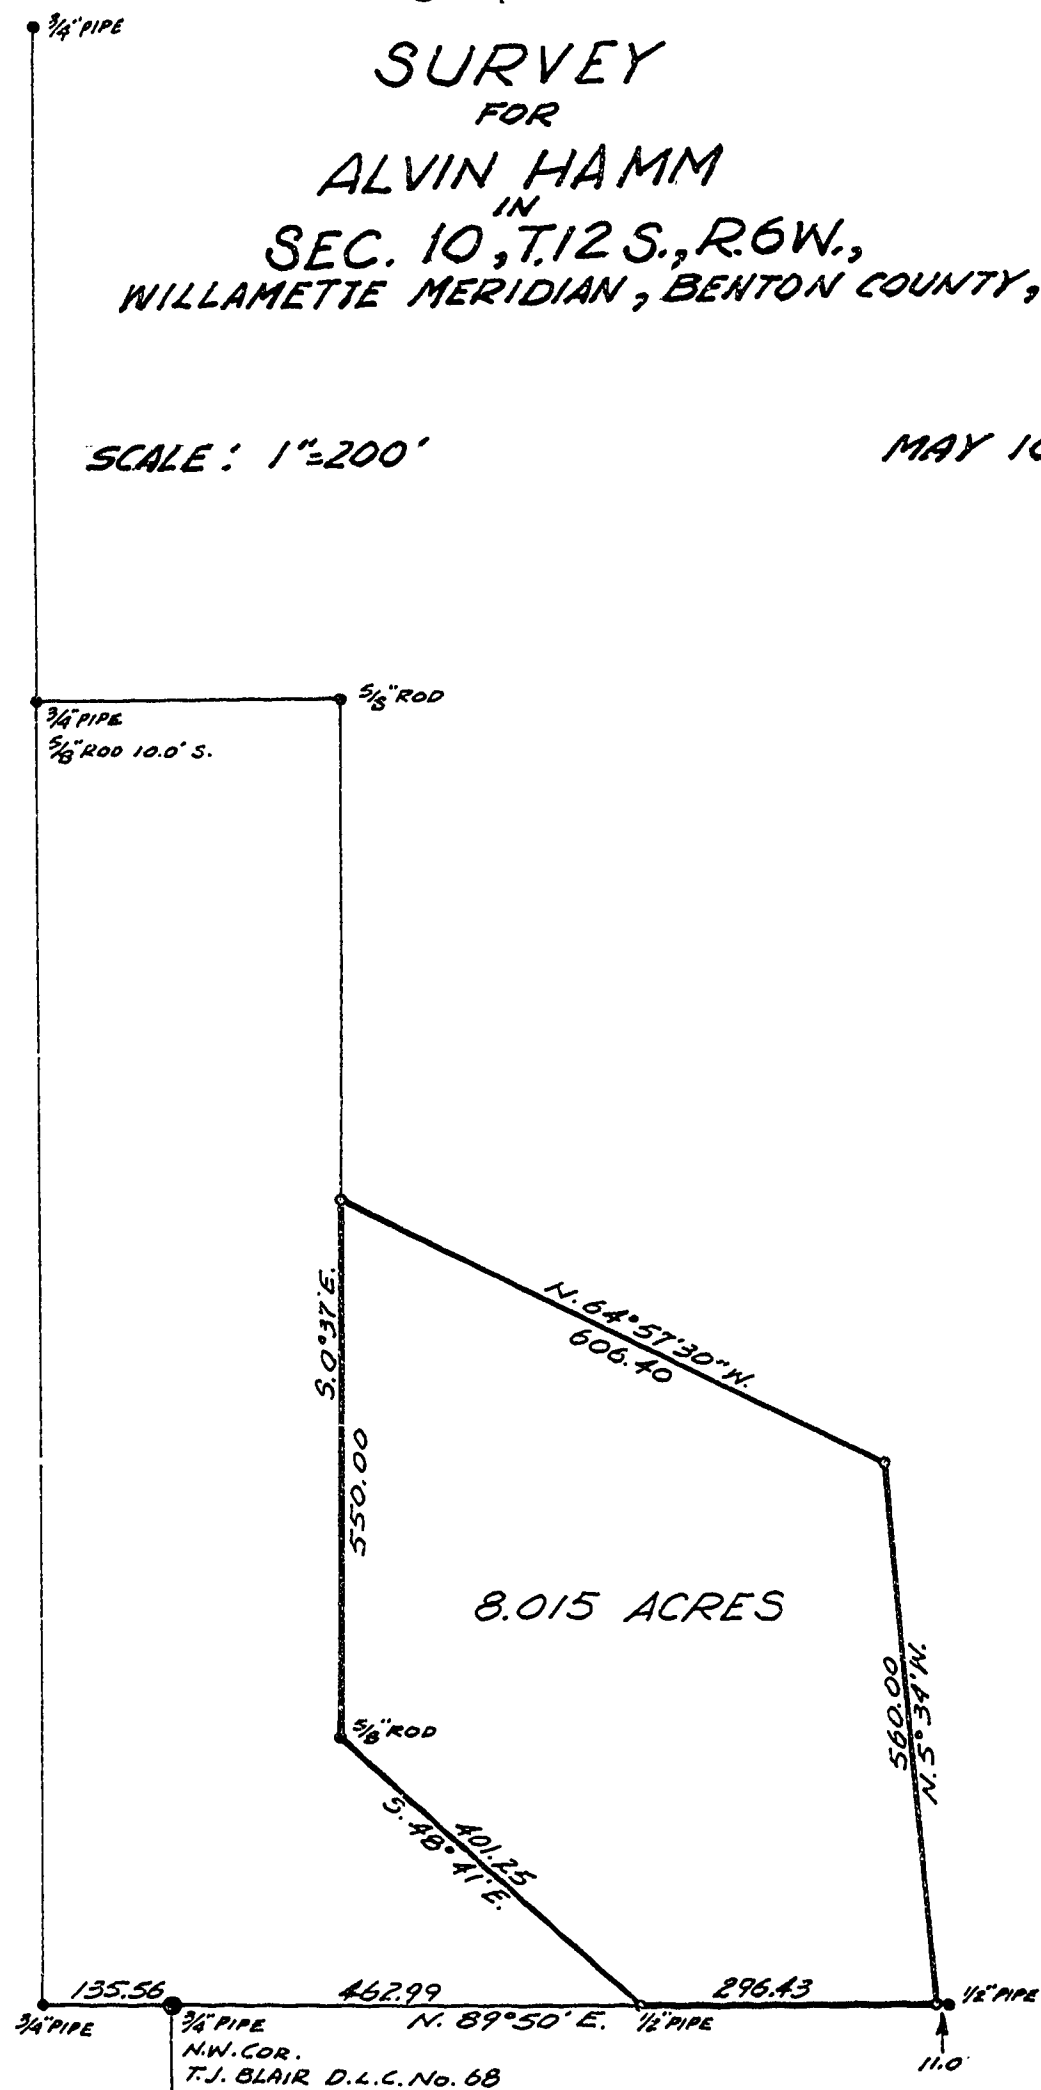 3/4" PIPE
SURVEY
FOR
ALVIN HAMM
IN
SEC. 10, T.12 S., R.6W.,
WILLAMETTE MERIDIAN, BENTON COUNTY,
SCALE: 1"=200'
MAY 10
5/8" ROD
3/4" PIPE
5/8" ROD 10.0' S.
S.0°37'E.
550.00
N.64°57'30"W.
606.40
8.015 ACRES
560.00
N.5°34'W.
5/8" ROD
401.25
S.48°41'E.
135.56
462.99
296.43
1/2" PIPE
3/4" PIPE
3/4" PIPE
N. 89°50' E.
1/2" PIPE
N.W. COR.
T.J. BLAIR D.L.C. No. 68
11.0'